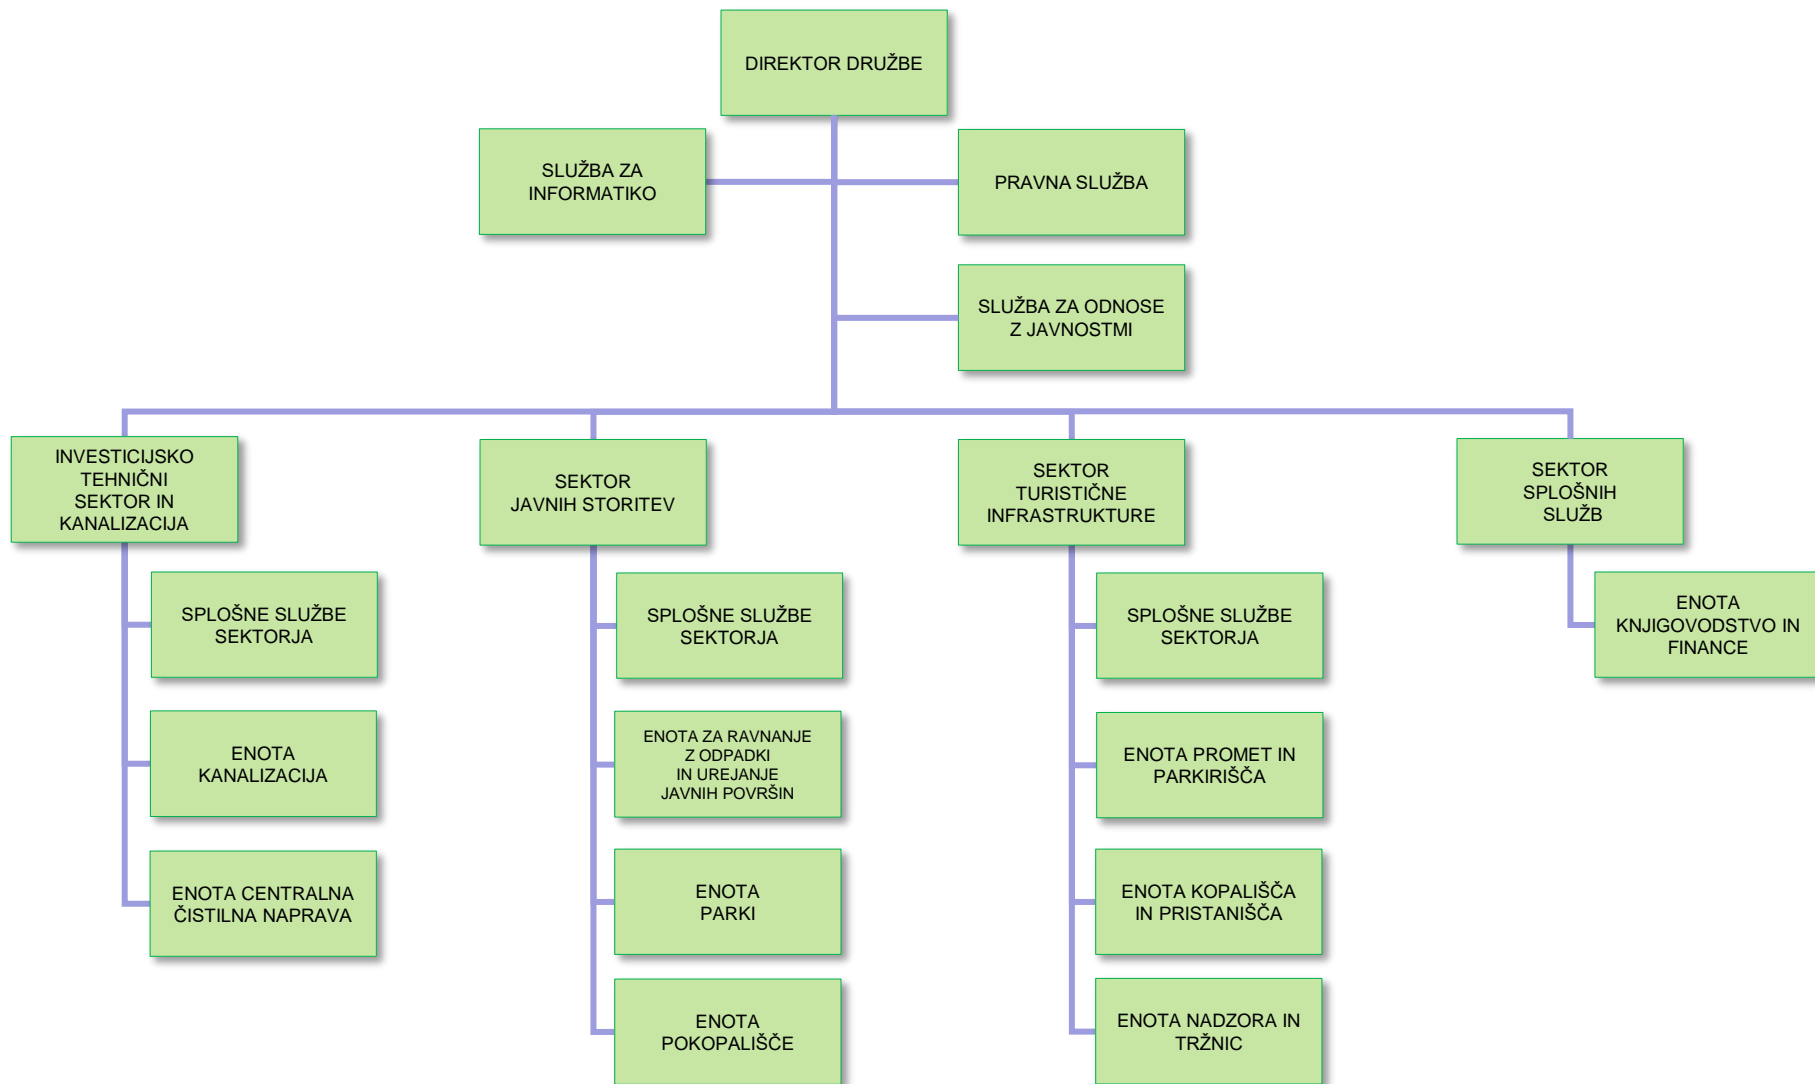 DIREKTOR DRUŽBE
SLUŽBA ZA
INFORMATIKO
PRAVNA SLUŽBA
SLUŽBA ZA ODNOSE
Z JAVNOSTMI
INVESTICIJSKO
TEHNIČNI
SEKTOR IN
KANALIZACIJA
SPLOŠNE SLUŽBE
SEKTORJA
ENOTA
KANALIZACIJA
ENOTA CENTRALNA
ČISTILNA NAPRAVA
SEKTOR
JAVNIH STORITEV
SPLOŠNE SLUŽBE
SEKTORJA
ENOTA ZA RAVNANJE
Z ODPADKI
IN UREJANJE
JAVNIH POVRŠIN
ENOTA
PARKI
ENOTA
POKOPALIŠČE
SEKTOR
TURISTIČNE
INFRASTRUKTURE
SPLOŠNE SLUŽBE
SEKTORJA
ENOTA PROMET IN
PARKIRIŠČA
ENOTA KOPALIŠČA
IN PRISTANIŠČA
ENOTA NADZORA IN
TRŽNIC
SEKTOR
SPLOŠNIH
SLUŽB
ENOTA
KNJIGOVODSTVO IN
FINANCE